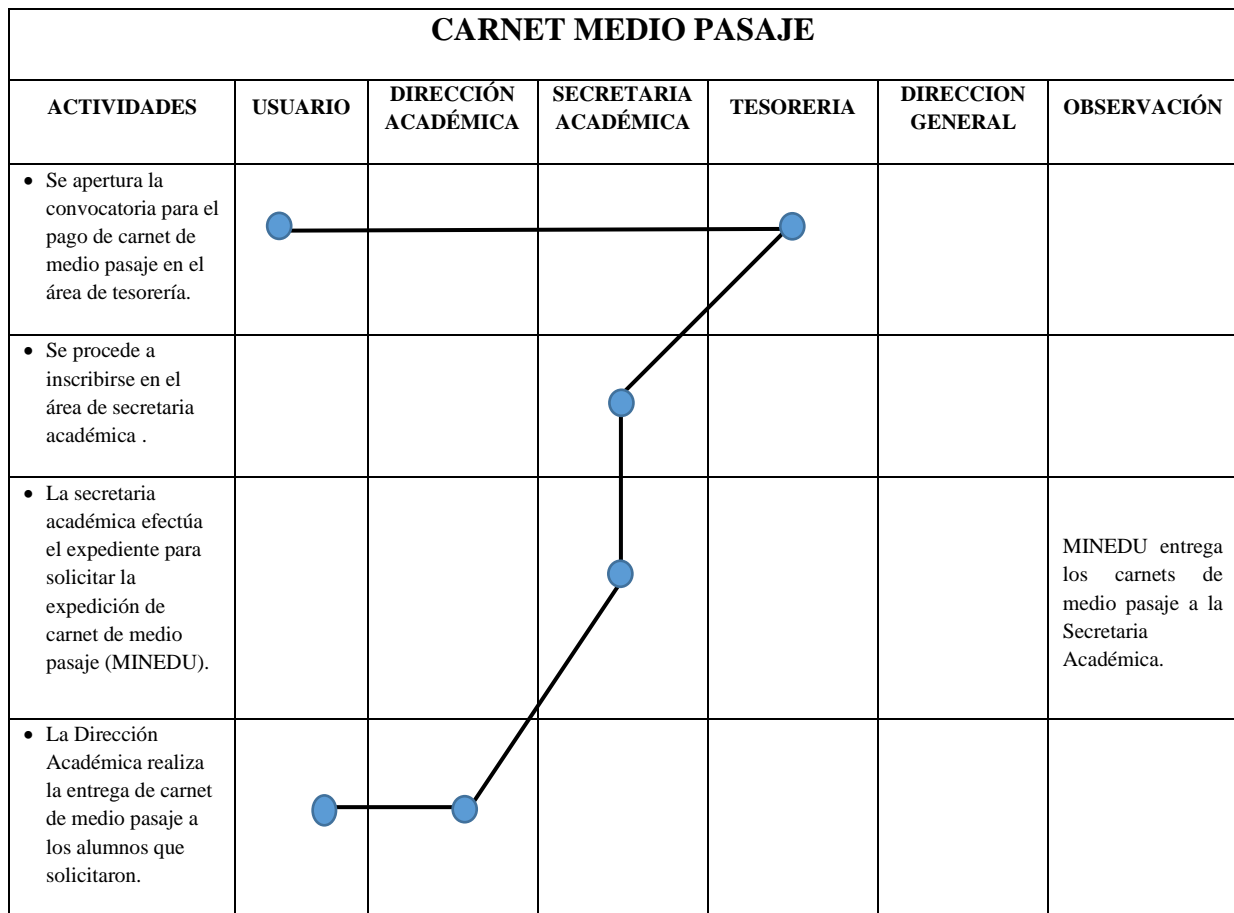 CARNET MEDIO PASAJE
ACTIVIDADES
USUARIO
DIRECCIÓN
ACADÉMICA
SECRETARIA
ACADÉMICA
TESORERIA
DIRECCION
GENERAL
OBSERVACIÓN
• Se apertura la
convocatoria para el
pago de carnet de
medio pasaje en el
área de tesorería.
• Se procede a
inscribirse en el
área de secretaria
académica .
• La secretaria
académica efectúa
el expediente para
solicitar la
expedición de
carnet de medio
pasaje (MINEDU).
MINEDU entrega
los carnets de
medio pasaje a la
Secretaria
Académica.
• La Dirección
Académica realiza
la entrega de carnet
de medio pasaje a
los alumnos que
solicitaron.